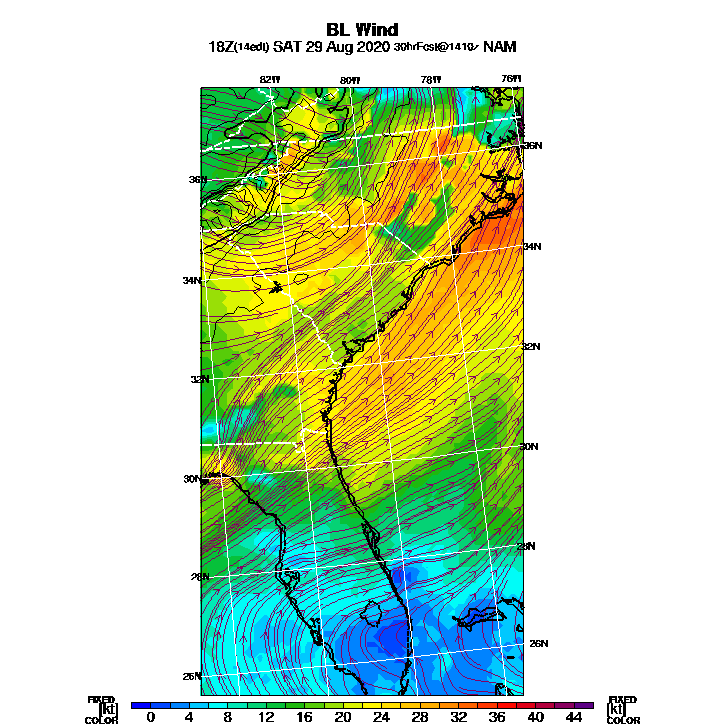 BL Wind
18Z(14edt) SAT 29 Aug 2020 30hrFcst@1410z NAM
82W 80W 78W 76W
36N
36N
34N
34N
32N
32N
30N
30N
28N
28N
26N
26N
FIXED [kt] COLOR
0 4 8 12 16 20 24 28 32 36 40 44
FIXED [kt] COLOR